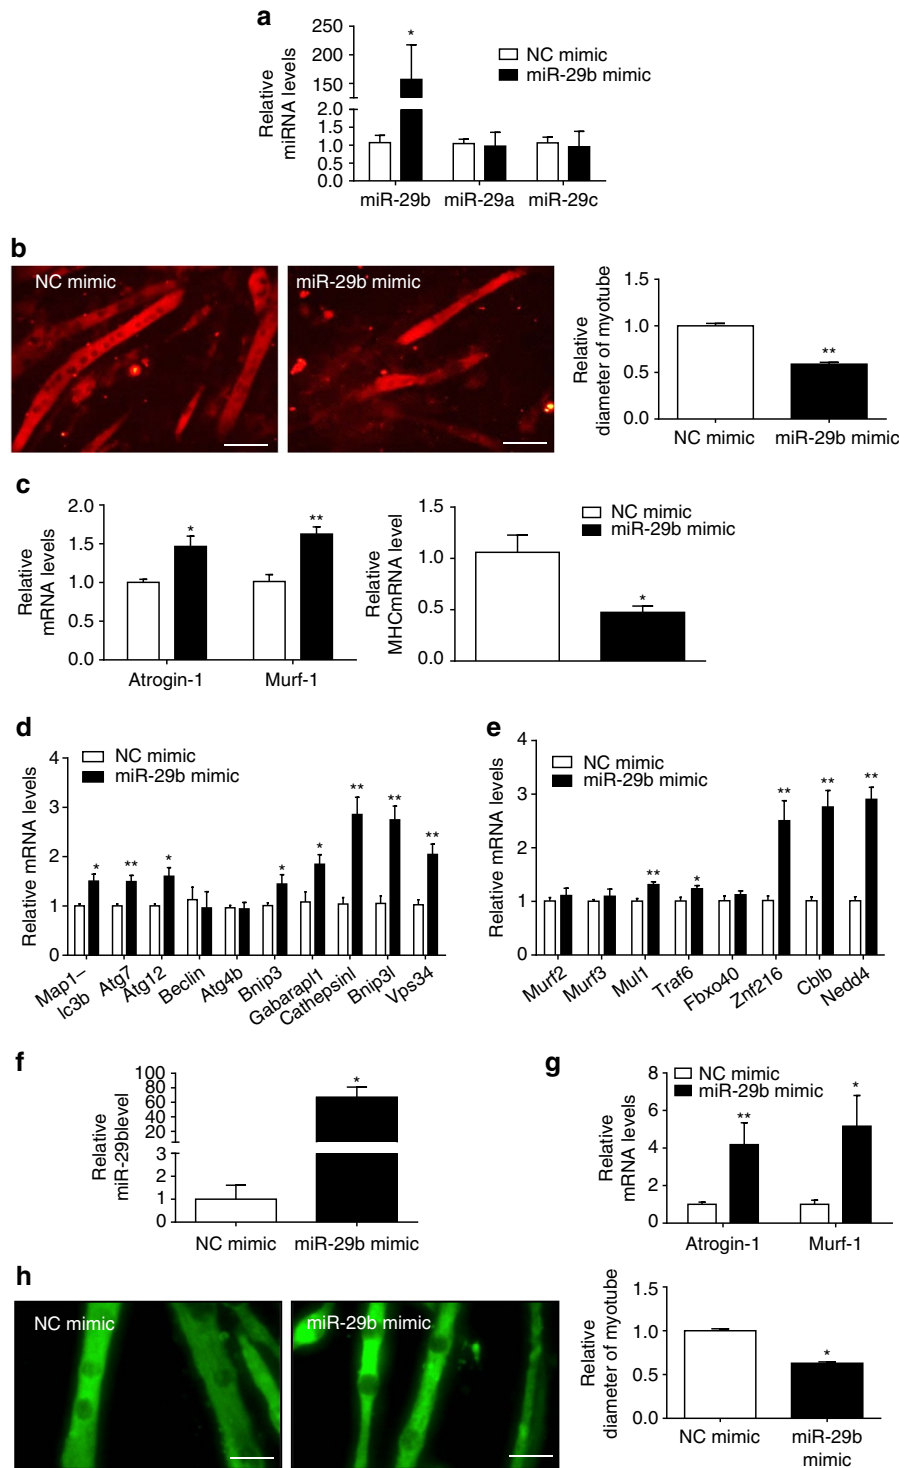 a
Relative
miRNA levels
250
200
150
100
2.0
1.5
1.0
0.5
0.0
*
NC mimic
miR-29b mimic
miR-29b miR-29a miR-29c
b
NC mimic
miR-29b mimic
Relative
diameter of myotube
1.5
1.0
0.5
0.0
**
NC mimic miR-29b mimic
c
Relative
mRNA levels
2.0
1.5
1.0
0.5
0.0
*
**
Atrogin-1 Murf-1
Relative
MHCmRNA level
1.5
1.0
0.5
0.0
*
NC mimic
miR-29b mimic
d
Relative mRNA levels
4
3
2
1
0
NC mimic
miR-29b mimic
* ** * * * ** ** **
Map1–
lc3b
Atg7
Atg12
Beclin
Atg4b
Bnip3
Gabarapl1
Cathepsinl
Bnip3l
Vps34
e
Relative mRNA levels
4
3
2
1
0
NC mimic
miR-29b mimic
** * ** ** **
Murf2
Murf3
Mul1
Traf6
Fbxo40
Znf216
Cblb
Nedd4
f
Relative
miR-29blevel
100
80
60
40
20
3
2
1
0
*
NC mimic miR-29b mimic
g
Relative
mRNA levels
8
6
4
2
0
NC mimic
miR-29b mimic
**
*
Atrogin-1 Murf-1
h
NC mimic
miR-29b mimic
Relative
diameter of myotube
1.5
1.0
0.5
0.0
*
NC mimic miR-29b
mimic